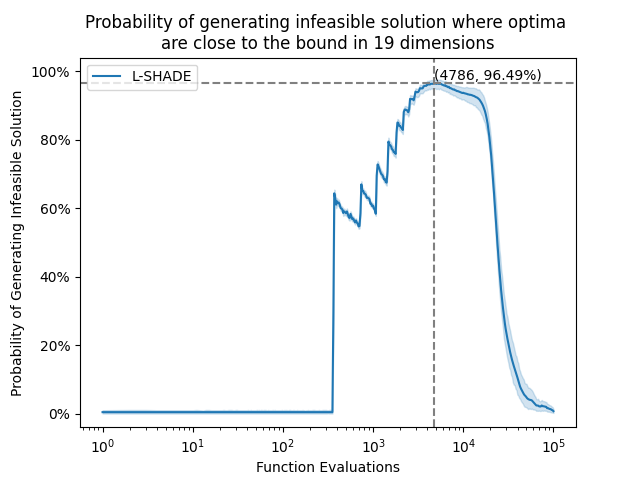 Probability of generating infeasible solution where optima
are close to the bound in 19 dimensions
100%
80%
60%
40%
20%
0%
Probability of Generating Infeasible Solution
L-SHADE
(4786, 96.49%)
10⁰
10¹
10²
10³
10⁴
10⁵
Function Evaluations